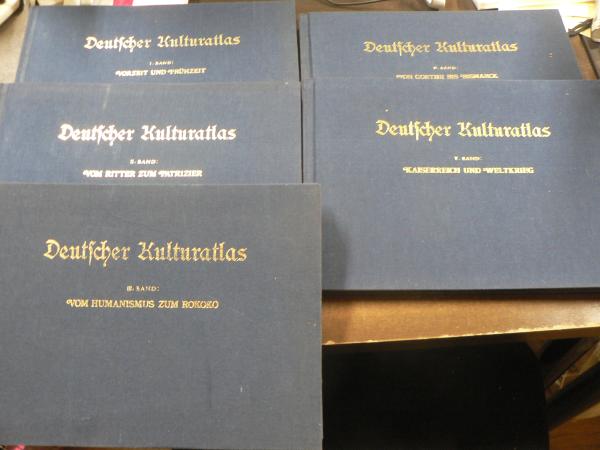 Deutscher Kulturatlas
I. BAND:
VORZEIT UND FRÜHZEIT
Deutscher Kulturatlas
II. BAND:
VOM RITTER ZUM PATRIZIER
Deutscher Kulturatlas
III. BAND:
VOM HUMANISMUS ZUM ROKOKO
Deutscher Kulturatlas
BAND:
VON GOETHE BIS BISMARCK
Deutscher Kulturatlas
V. BAND:
KAISERREICH UND WELTKRIEG